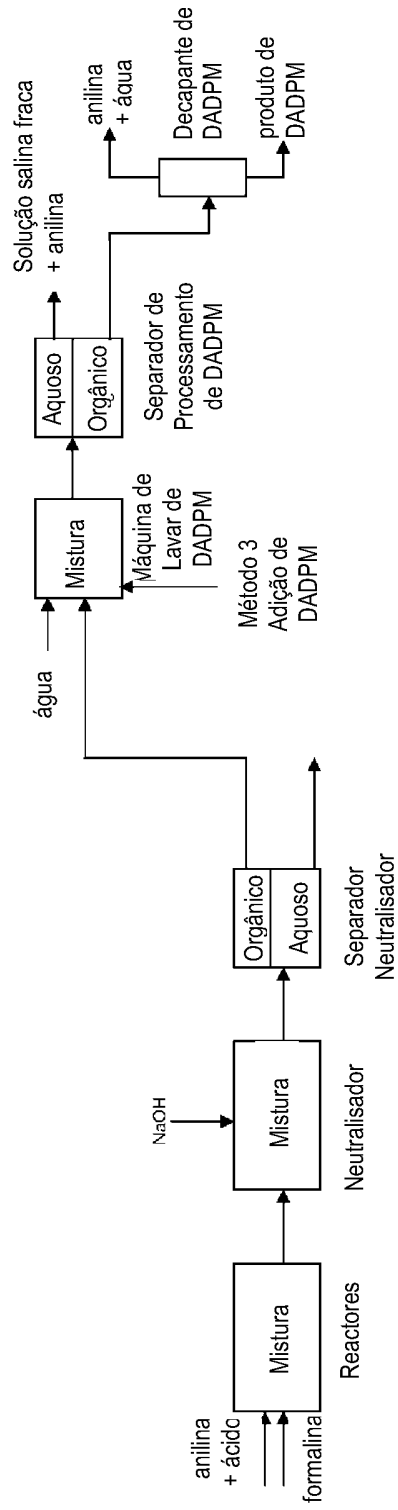 anilina
+ ácido
formalina
Mistura
Reactores
NaOH
Mistura
Neutralisador
Orgânico
Aquoso
Separador
Neutralisador
água
Mistura
Máquina de
Lavar de
DADPM
Método 3
Adição de
DADPM
Aquoso
Orgânico
Solução salina fraca
+ anilina
Separador de
Processamento
de DADPM
anilina
+ água
Decapante de
DADPM
produto de
DADPM